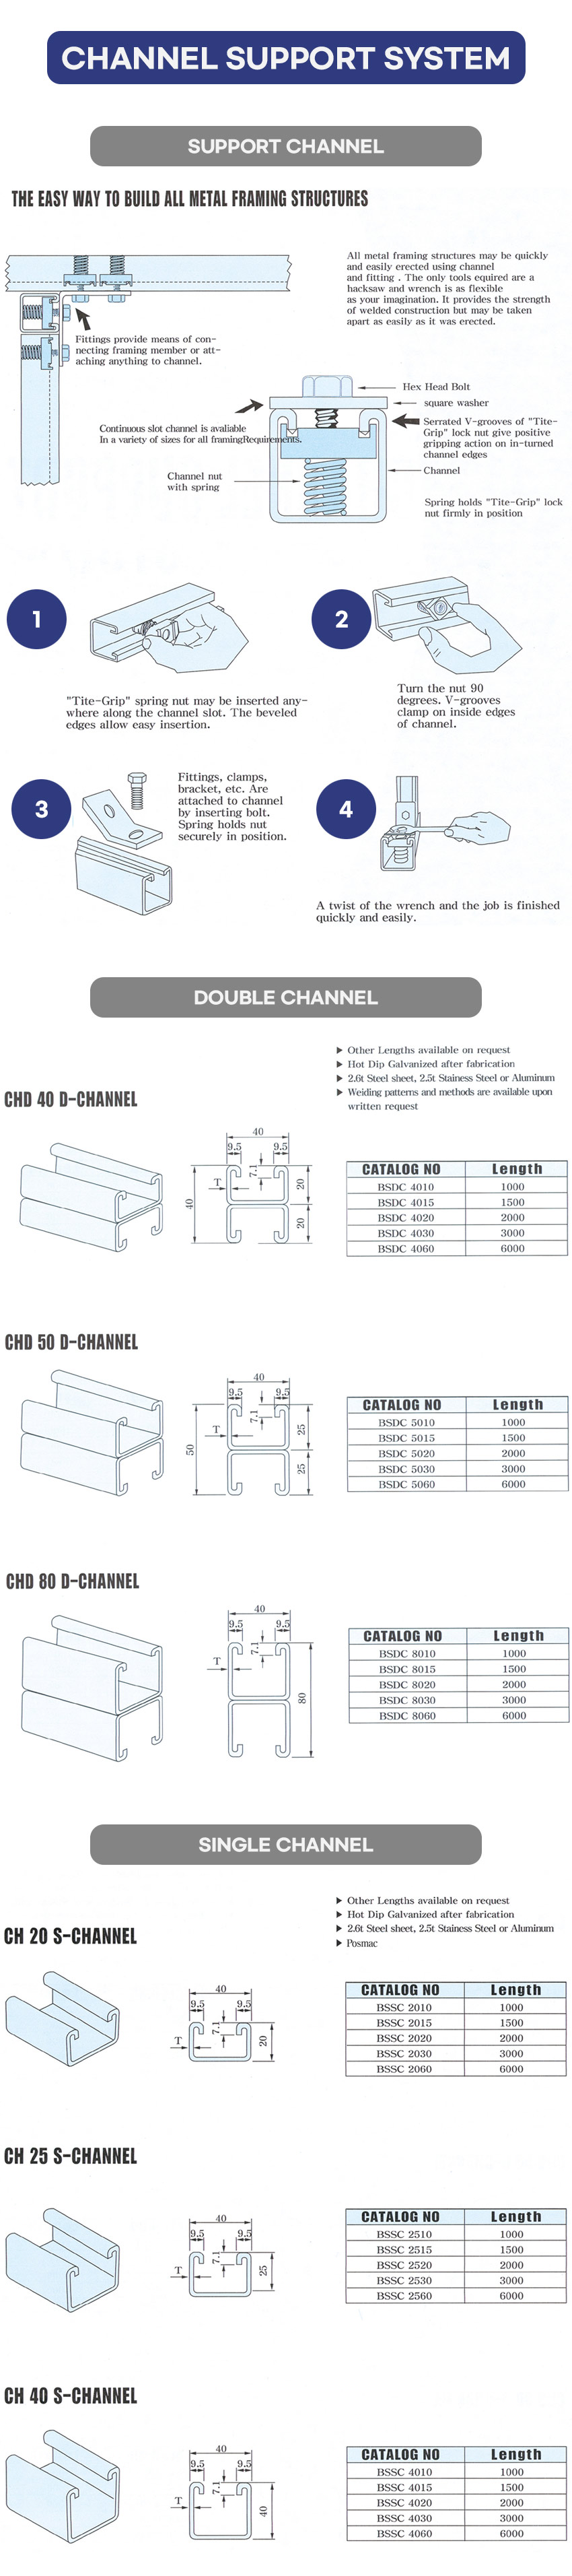 CHANNEL SUPPORT SYSTEM
SUPPORT CHANNEL
THE EASY WAY TO BUILD ALL METAL FRAMING STRUCTURES
All metal framing structures may be quickly
and easily erected using channel
and fitting . The only tools equired are a
hacksaw and wrench is as flexible
as your imagination. It provides the strength
of welded construction but may be taken
apart as easily as it was erected.
Fittings provide means of con-
necting framing member or att-
aching anything to channel.
Hex Head Bolt
square washer
Continuous slot channel is avaliable
In a variety of sizes for all framingRequirements.
Serrated V-grooves of "Tite-
Grip" lock nut give positive
gripping action on in-turned
channel edges
Channel
Channel nut
with spring
Spring holds "Tite-Grip" lock
nut firmly in position
1
2
"Tite-Grip" spring nut may be inserted any-
where along the channel slot. The beveled
edges allow easy insertion.
Turn the nut 90
degrees. V-grooves
clamp on inside edges
of channel.
3
Fittings, clamps,
bracket, etc. Are
attached to channel
by inserting bolt.
Spring holds nut
securely in position.
4
A twist of the wrench and the job is finished
quickly and easily.
DOUBLE CHANNEL
▶ Other Lengths available on request
▶ Hot Dip Galvanized after fabrication
▶ 2.6t Steel sheet, 2.5t Stainess Steel or Aluminum
▶ Weiding patterns and methods are available upon
written request
CHD 40 D-CHANNEL
40
9.5 9.5
7.1
T
40
20
20
CATALOG NO Length
BSDC 4010 1000
BSDC 4015 1500
BSDC 4020 2000
BSDC 4030 3000
BSDC 4060 6000
CHD 50 D-CHANNEL
40
9.5 9.5
7.1
T
50
25
25
CATALOG NO Length
BSDC 5010 1000
BSDC 5015 1500
BSDC 5020 2000
BSDC 5030 3000
BSDC 5060 6000
CHD 80 D-CHANNEL
40
9.5 9.5
7.1
T
80
CATALOG NO Length
BSDC 8010 1000
BSDC 8015 1500
BSDC 8020 2000
BSDC 8030 3000
BSDC 8060 6000
SINGLE CHANNEL
▶ Other Lengths available on request
▶ Hot Dip Galvanized after fabrication
▶ 2.6t Steel sheet, 2.5t Stainess Steel or Aluminum
▶ Posmac
CH 20 S-CHANNEL
40
9.5 9.5
7.1
T
20
CATALOG NO Length
BSSC 2010 1000
BSSC 2015 1500
BSSC 2020 2000
BSSC 2030 3000
BSSC 2060 6000
CH 25 S-CHANNEL
40
9.5 9.5
7.1
T
25
CATALOG NO Length
BSSC 2510 1000
BSSC 2515 1500
BSSC 2520 2000
BSSC 2530 3000
BSSC 2560 6000
CH 40 S-CHANNEL
40
9.5 9.5
7.1
T
40
CATALOG NO Length
BSSC 4010 1000
BSSC 4015 1500
BSSC 4020 2000
BSSC 4030 3000
BSSC 4060 6000